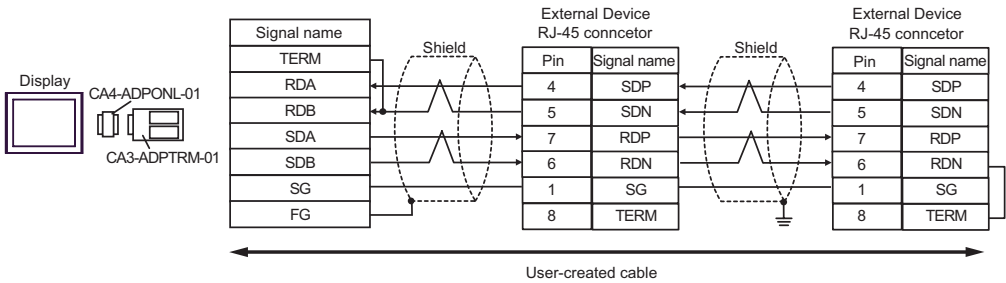 External Device
RJ-45 conncetor
External Device
RJ-45 conncetor
Signal name
TERM
RDA
RDB
SDA
SDB
SG
FG
Shield
Pin Signal name
4 SDP
5 SDN
7 RDP
6 RDN
1 SG
8 TERM
Shield
Pin Signal name
4 SDP
5 SDN
7 RDP
6 RDN
1 SG
8 TERM
Display
CA4-ADPONL-01
CA3-ADPTRM-01
User-created cable